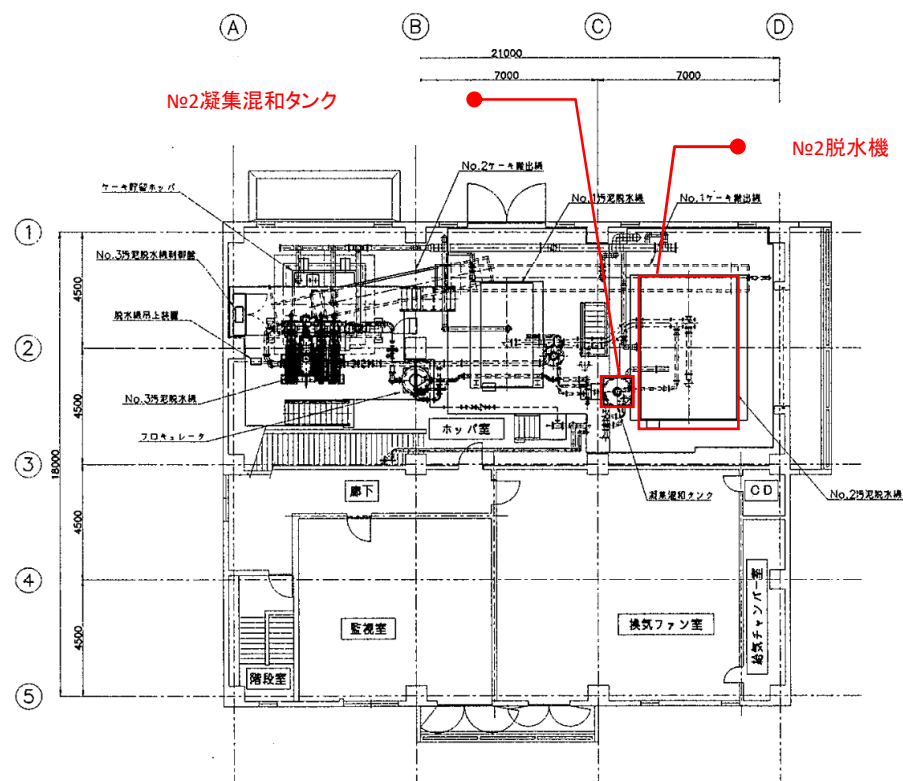 A
B
C
D
21000
7000
7000
№2凝集混和タンク
№2脱水機
No.2ケーキ搬出機
ケーキ貯留ホッパ
No.1汚泥脱水機
No.1ケーキ搬出機
1
No.3汚泥脱水機制御盤
4500
脱水機吊上装置
2
No.3汚泥脱水機
4500
フロキュレータ
ホッパ室
3
18000
廊下
CD
凝集混和タンク
No.2汚泥脱水機
4500
4
監視室
換気ファン室
給気チャンバー室
4500
階段室
5